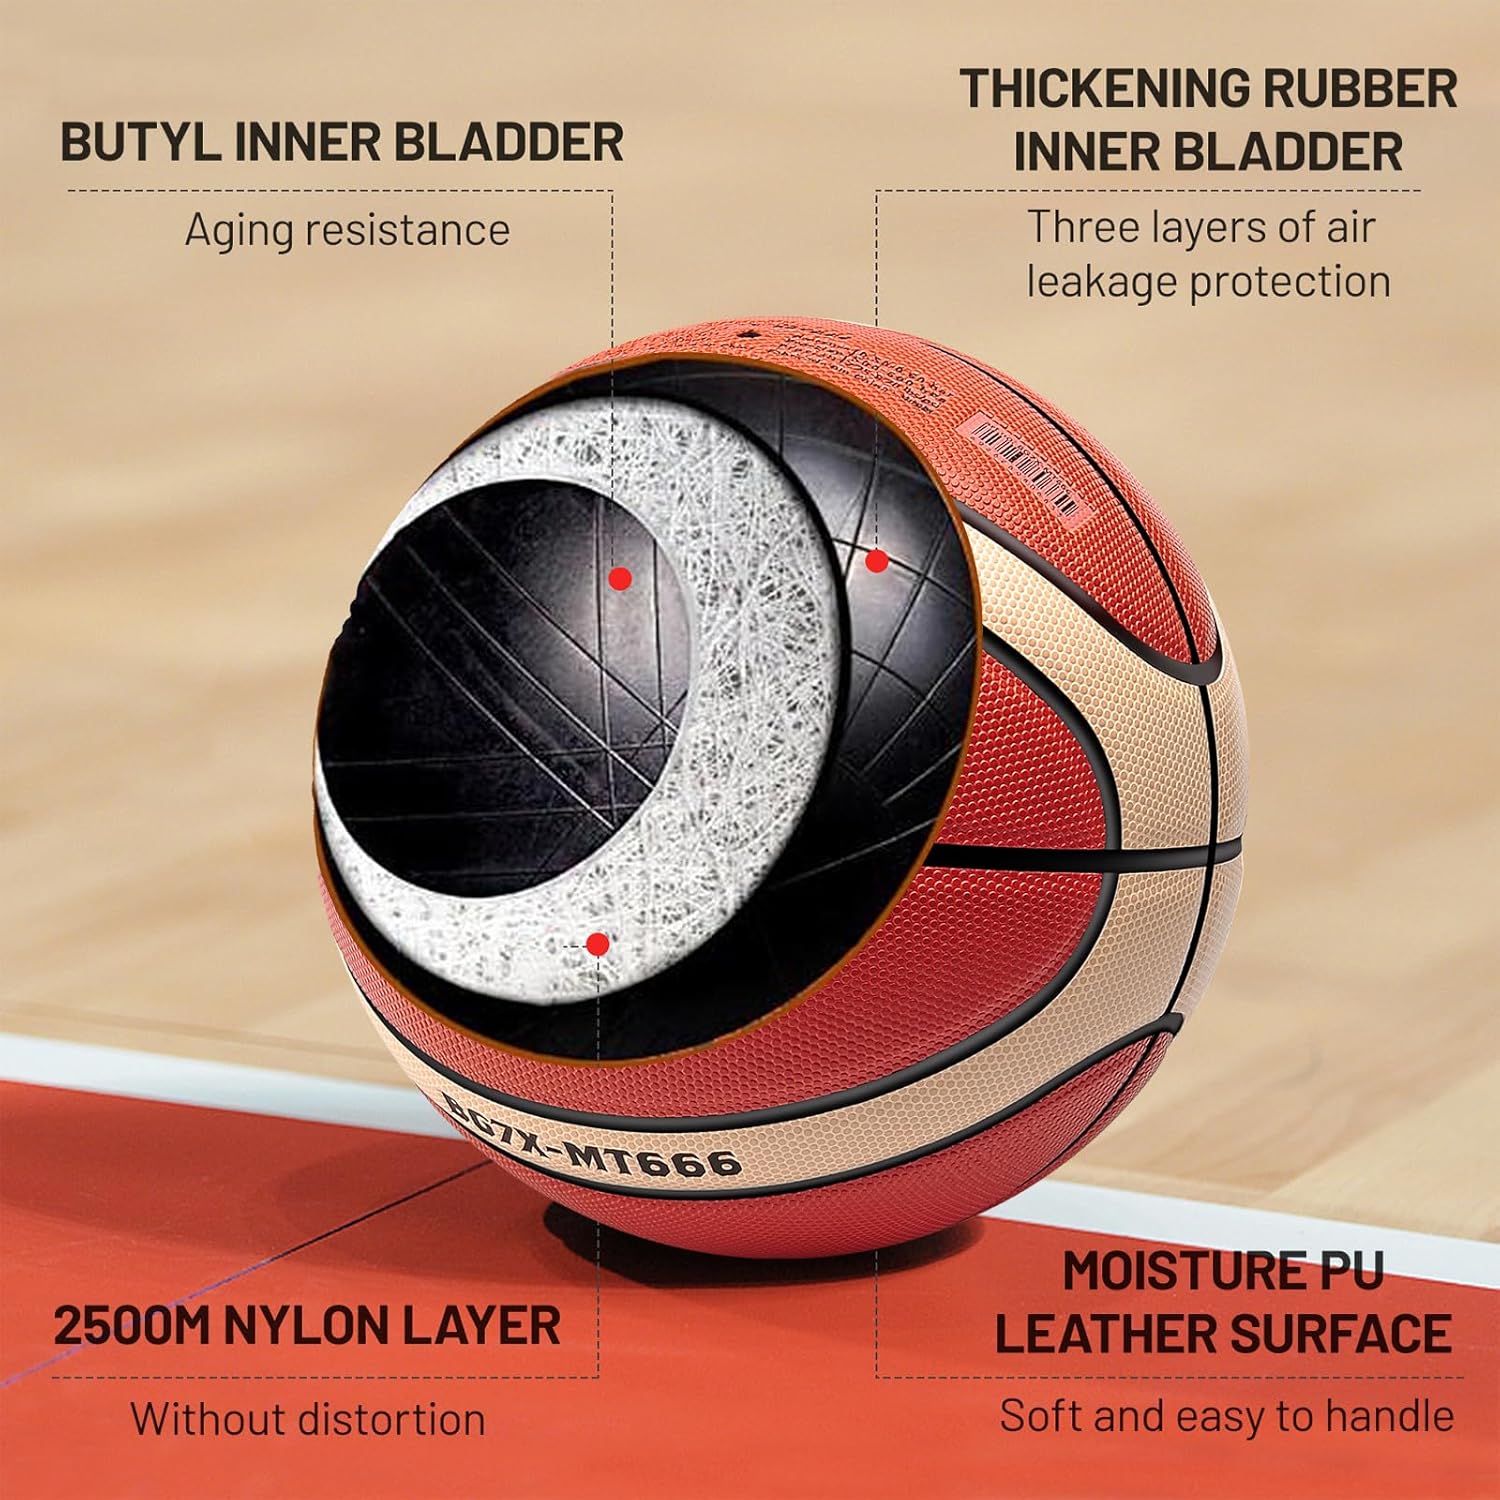 BUTYL INNER BLADDER
Aging resistance
THICKENING RUBBER
INNER BLADDER
Three layers of air
leakage protection
BG7X-MT666
2500M NYLON LAYER
Without distortion
MOISTURE PU
LEATHER SURFACE
Soft and easy to handle